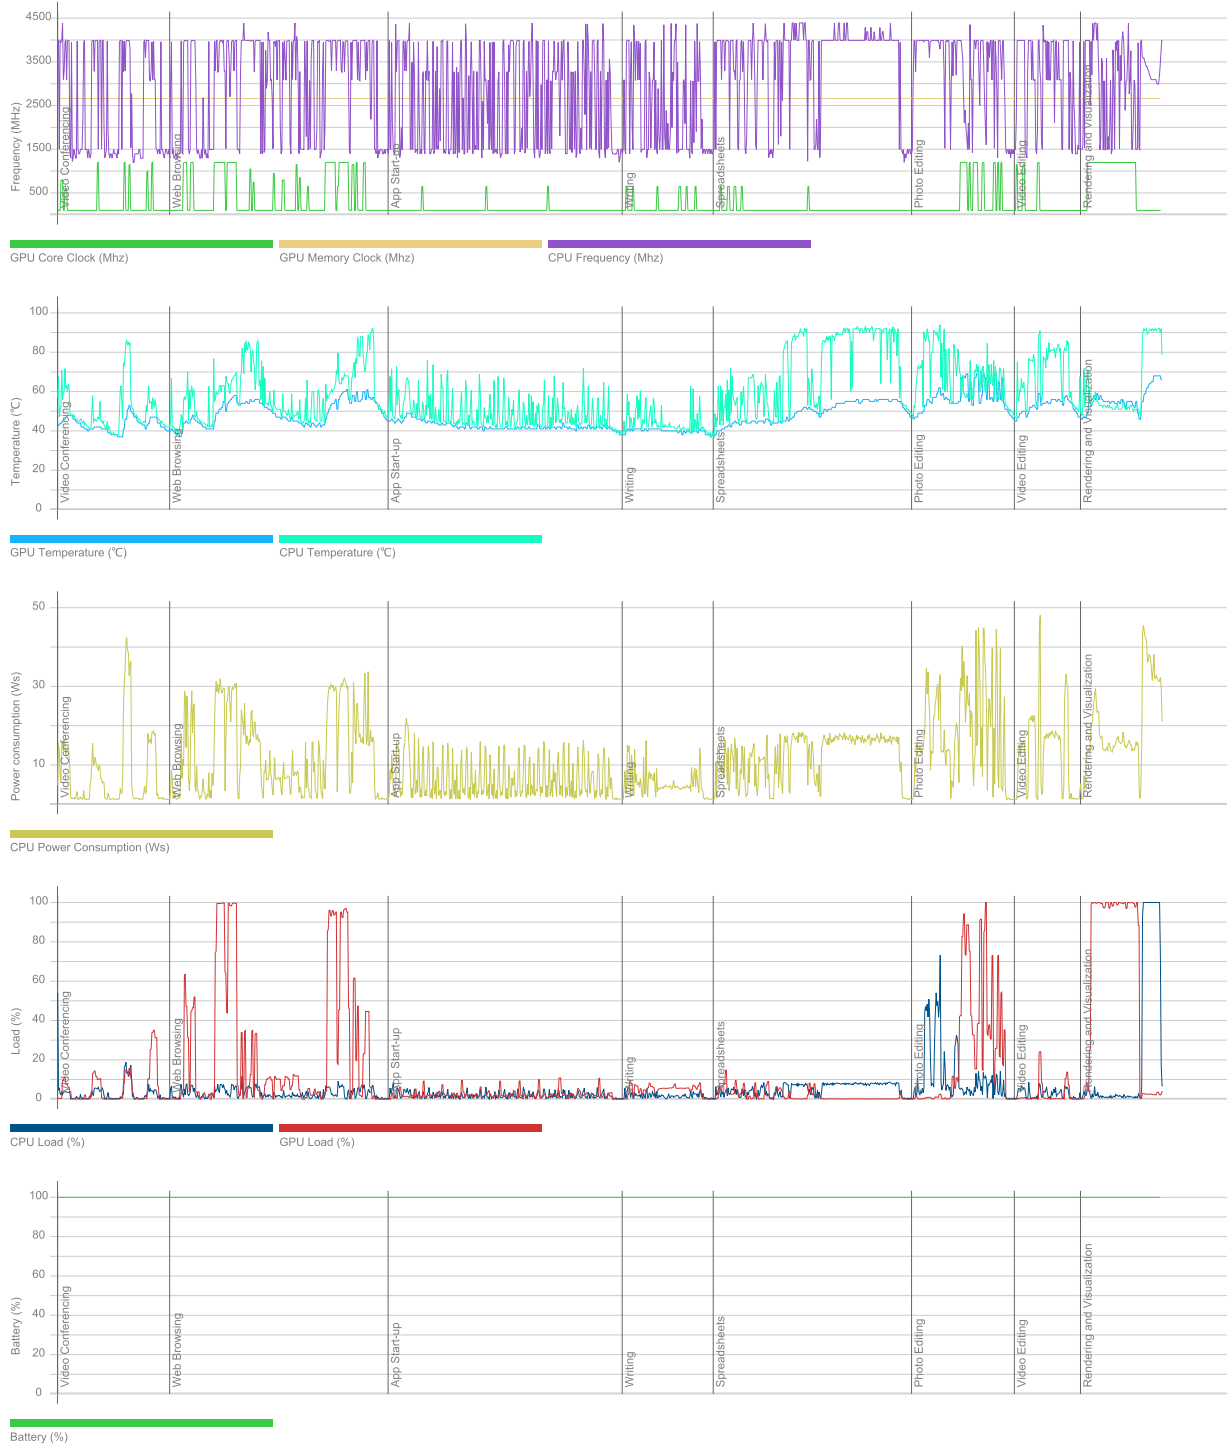 4500
3500
2500
1500
500
Frequency (MHz)
Video Conferencing
Web Browsing
App Start-up
Writing
Spreadsheets
Photo Editing
Video Editing
Rendering and Visualization
GPU Core Clock (Mhz)
GPU Memory Clock (Mhz)
CPU Frequency (Mhz)
100
80
60
40
20
0
Temperature (℃)
Video Conferencing
Web Browsing
App Start-up
Writing
Spreadsheets
Photo Editing
Video Editing
Rendering and Visualization
GPU Temperature (℃)
CPU Temperature (℃)
50
30
10
Power consumption (Ws)
Video Conferencing
Web Browsing
App Start-up
Writing
Spreadsheets
Photo Editing
Video Editing
Rendering and Visualization
CPU Power Consumption (Ws)
100
80
60
40
20
0
Load (%)
Video Conferencing
Web Browsing
App Start-up
Writing
Spreadsheets
Photo Editing
Video Editing
Rendering and Visualization
CPU Load (%)
GPU Load (%)
100
80
60
40
20
0
Battery (%)
Video Conferencing
Web Browsing
App Start-up
Writing
Spreadsheets
Photo Editing
Video Editing
Rendering and Visualization
Battery (%)